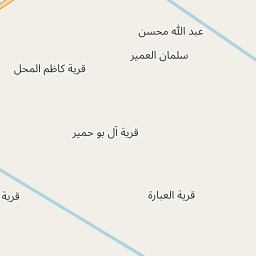 عبد الله محسن
سلمان العمير
قرية كاظم المحل
قرية آل بو حمير
قرية العبارة
قرية